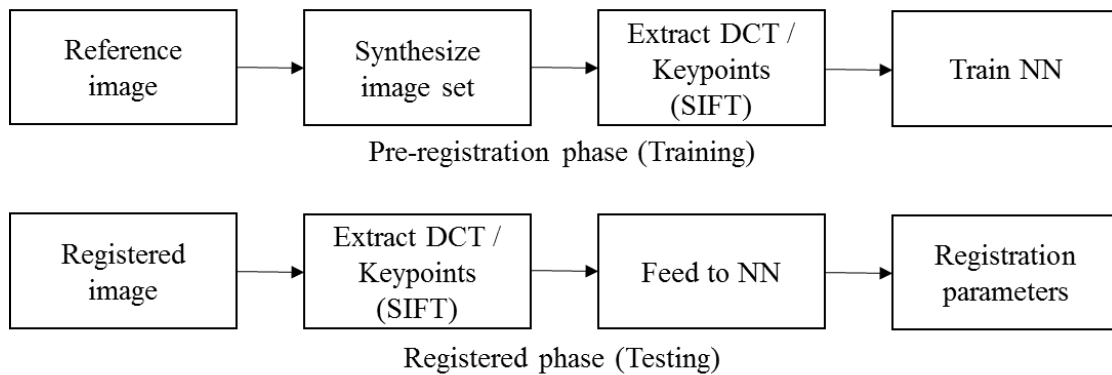 Reference
image
Synthesize
image set
Extract DCT /
Keypoints
(SIFT)
Train NN
Pre-registration phase (Training)
Registered
image
Extract DCT /
Keypoints
(SIFT)
Feed to NN
Registration
parameters
Registered phase (Testing)